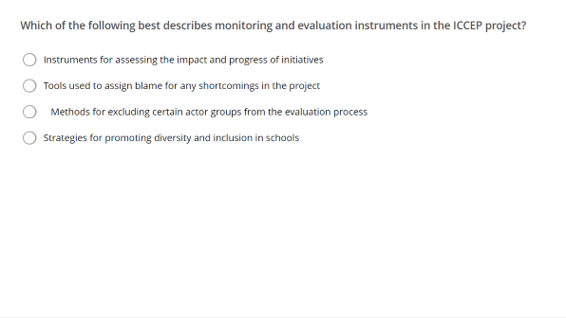 Which of the following best describes monitoring and evaluation instruments in the ICCEP project?
Instruments for assessing the impact and progress of initiatives
Tools used to assign blame for any shortcomings in the project
Methods for excluding certain actor groups from the evaluation process
Strategies for promoting diversity and inclusion in schools